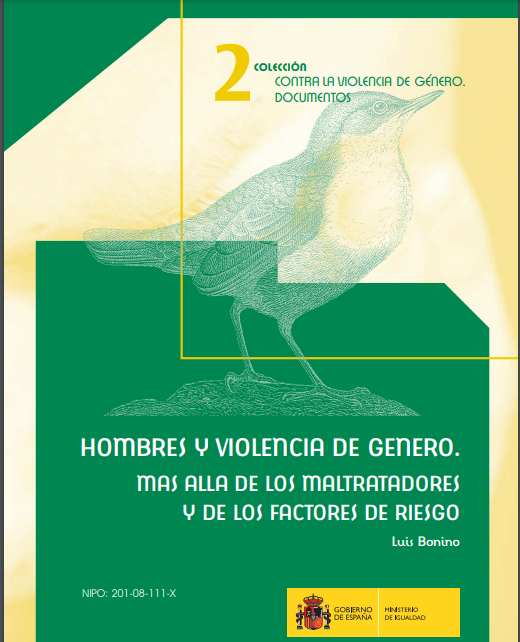 2
COLECCIÓN
CONTRA LA VIOLENCIA DE GÉNERO.
DOCUMENTOS
HOMBRES Y VIOLENCIA DE GENERO.
MAS ALLA DE LOS MALTRATADORES
Y DE LOS FACTORES DE RIESGO
Luis Bonino
NIPO: 201-08-111-X
GOBIERNO
DE ESPAÑA
MINISTERIO
DE IGUALDAD